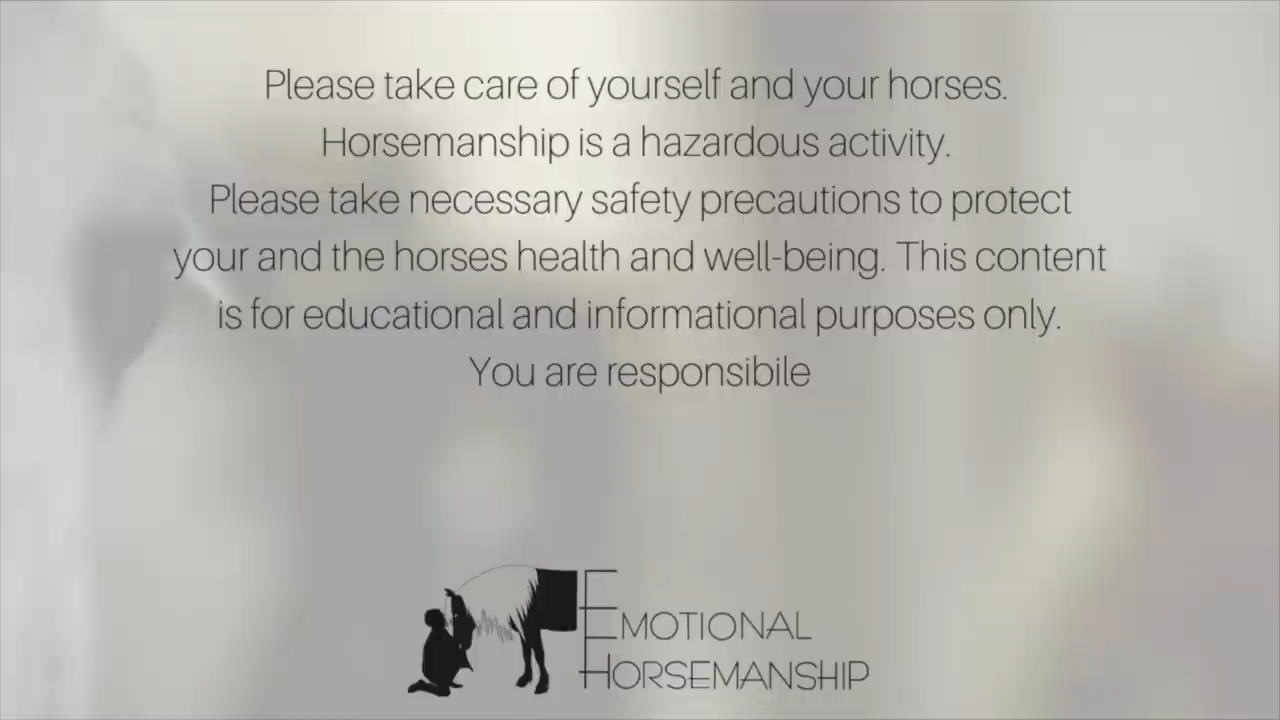 Please take care of yourself and your horses.
Horsemanship is a hazardous activity.
Please take necessary safety precautions to protect
your and the horses health and well-being. This content
is for educational and informational purposes only.
You are responsibile
EMOTIONAL
HORSEMANSHIP